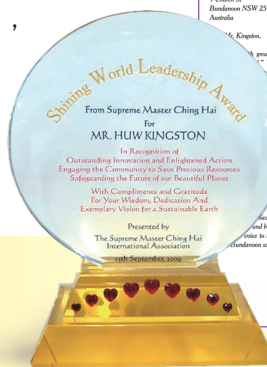 Bundanoon NSW 25
Australia
Mr. Kingston,
Shining World Leadership Award
From Supreme Master Ching Hai
For
MR. HUW KINGSTON
In Recognition of
Outstanding Innovation and Enlightened Action
Engaging the Community to Save Precious Resources
Safeguarding the Future of our Beautiful Planet
With Compliments and Gratitude
For Your Wisdom, Dedication And
Exemplary Vision for a Sustainable Earth
Presented by
The Supreme Master Ching Hai
International Association
15th September, 2009